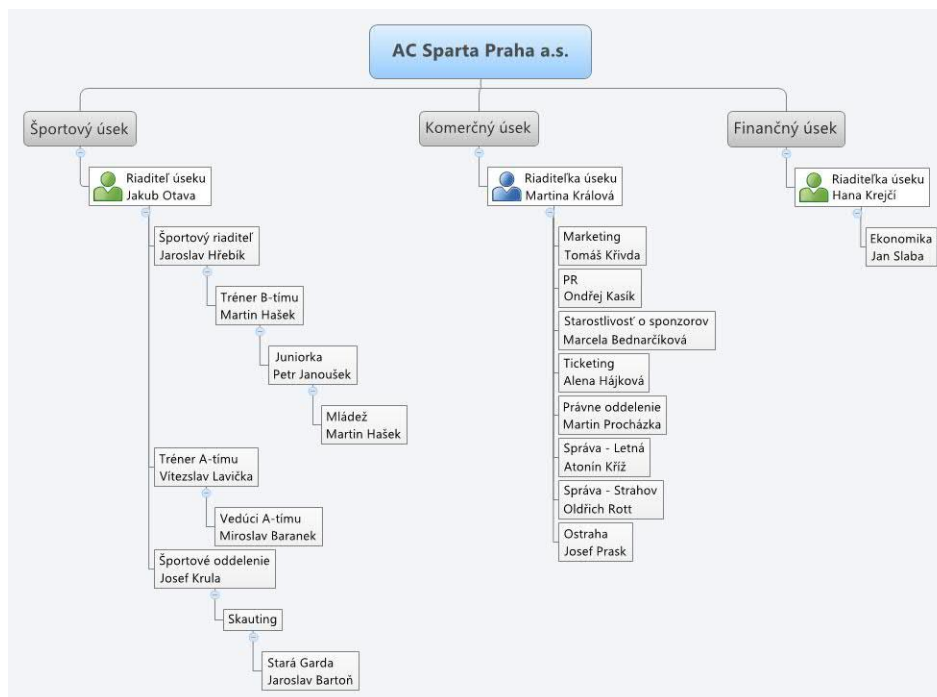 AC Sparta Praha a.s.
Športový úsek
Riaditeľ úseku
Jakub Otava
Športový riaditeľ
Jaroslav Hřebík
Tréner B-tímu
Martin Hašek
Juniorka
Petr Janoušek
Mládež
Martin Hašek
Tréner A-tímu
Vítezslav Lavička
Vedúci A-tímu
Miroslav Baranek
Športové oddelenie
Josef Krula
Skauting
Stará Garda
Jaroslav Bartoň
Komerčný úsek
Riaditeľka úseku
Martina Králová
Marketing
Tomáš Křivda
PR
Ondřej Kasík
Starostlivosť o sponzorov
Marcela Bednarčíková
Ticketing
Alena Hájková
Právne oddelenie
Martin Procházka
Správa - Letná
Atonín Kříž
Správa - Strahov
Oldřich Rott
Ostraha
Josef Prask
Finančný úsek
Riaditeľka úseku
Hana Krejčí
Ekonomika
Jan Slaba